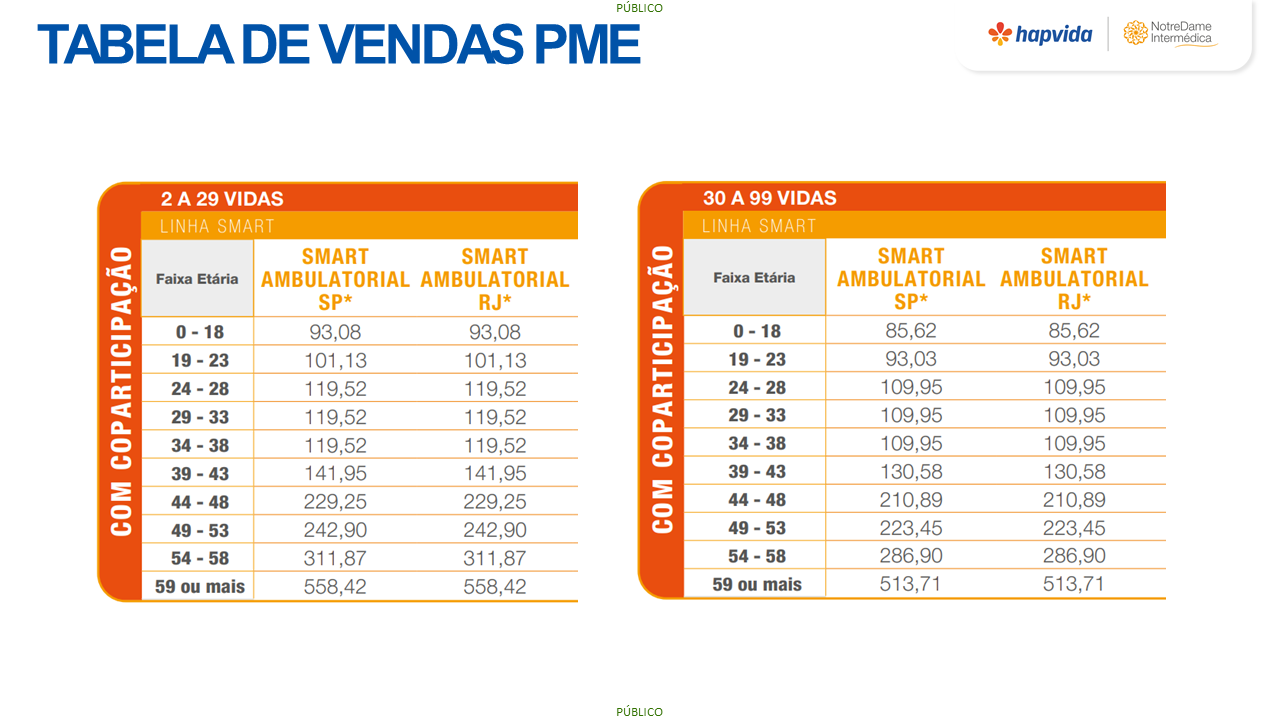 PÚBLICO
TABELA DE VENDAS PME
hapvida
NotreDame
Intermédica
2 A 29 VIDAS
LINHA SMART
COM COPARTICIPAÇÃO
Faixa Etária
SMART AMBULATORIAL SP*
SMART AMBULATORIAL RJ*
0 - 18 93,08 93,08
19 - 23 101,13 101,13
24 - 28 119,52 119,52
29 - 33 119,52 119,52
34 - 38 119,52 119,52
39 - 43 141,95 141,95
44 - 48 229,25 229,25
49 - 53 242,90 242,90
54 - 58 311,87 311,87
59 ou mais 558,42 558,42
30 A 99 VIDAS
LINHA SMART
COM COPARTICIPAÇÃO
Faixa Etária
SMART AMBULATORIAL SP*
SMART AMBULATORIAL RJ*
0 - 18 85,62 85,62
19 - 23 93,03 93,03
24 - 28 109,95 109,95
29 - 33 109,95 109,95
34 - 38 109,95 109,95
39 - 43 130,58 130,58
44 - 48 210,89 210,89
49 - 53 223,45 223,45
54 - 58 286,90 286,90
59 ou mais 513,71 513,71
PÚBLICO